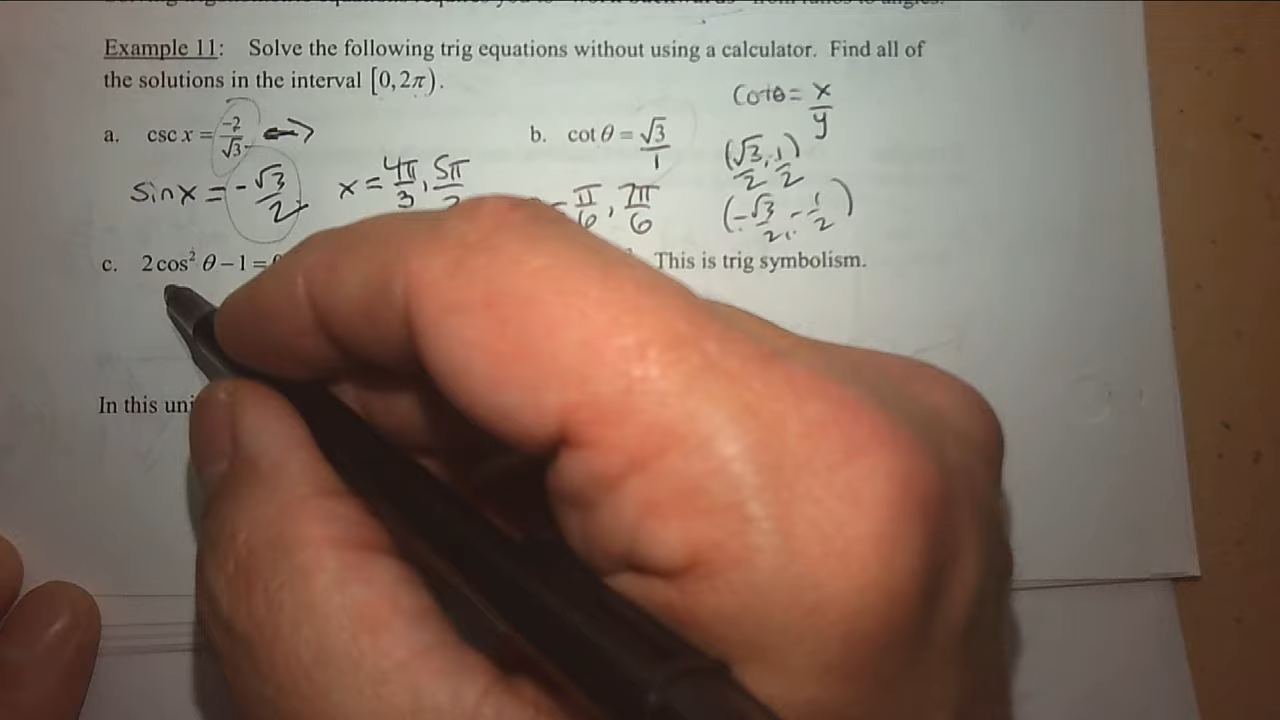 Example 11: Solve the following trig equations without using a calculator. Find all of
the solutions in the interval [0, 2π).
Cotθ = x/y
a. csc x = -2/√3 ↔
b. cot θ = √3/1
(√3/2, 1/2)
sin x = -√3/2 x = 4π/3, 5π/
= π/6, 7π/6
(-√3/2, -1/2)
c. 2cos² θ − 1 =
This is trig symbolism.
In this